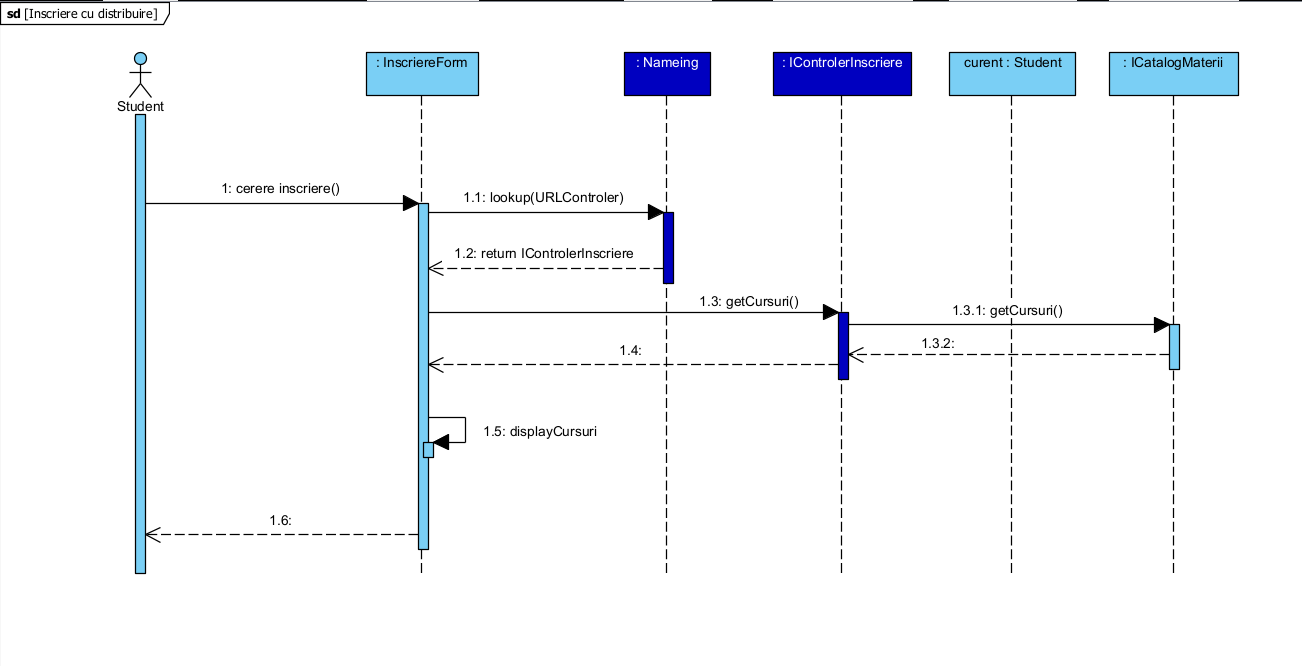 sd [Inscriere cu distribuire]
Student
: InscriereForm
: Nameing
: IControlerInscriere
curent : Student
: ICatalogMaterii
1: cerere inscriere()
1.1: lookup(URLControler)
1.2: return IControlerInscriere
1.3: getCursuri()
1.3.1: getCursuri()
1.3.2:
1.4:
1.5: displayCursuri
1.6: